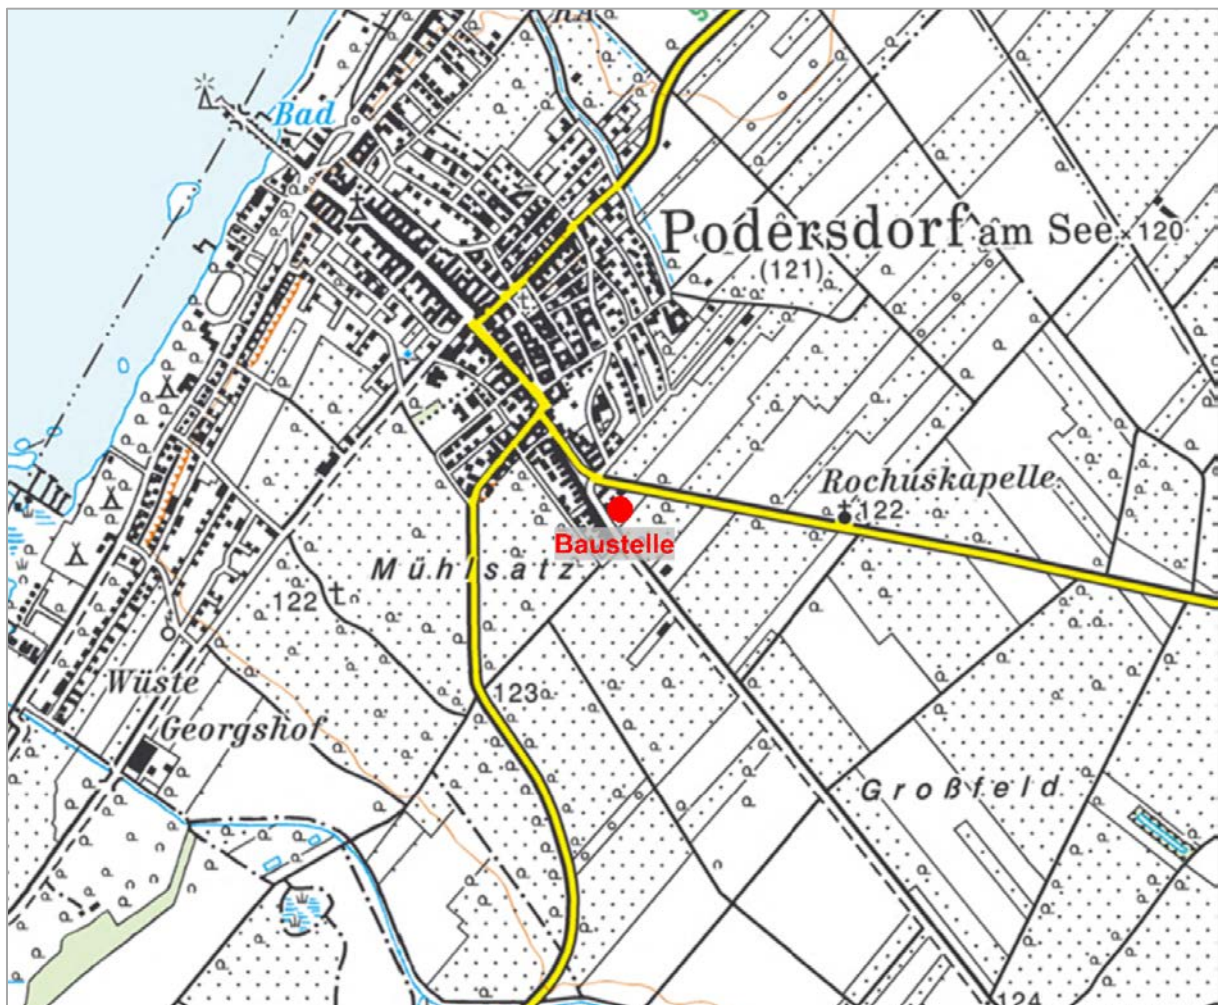 Bad
Podersdorf am See
120
(121)
Rochuskapelle
122
Baustelle
Mühlsatz
122
Wüste
123
Georgshof
Großfeld
124